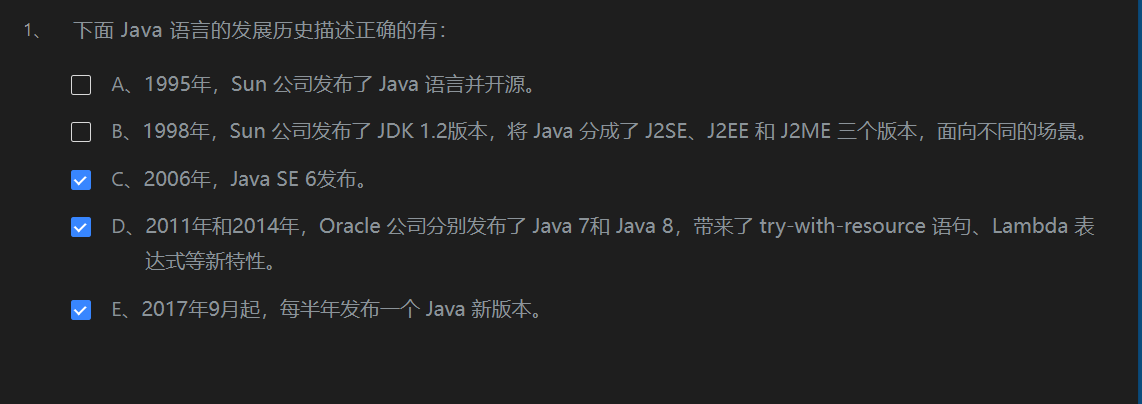 1、 下面 Java 语言的发展历史描述正确的有：
A、1995年，Sun 公司发布了 Java 语言并开源。
B、1998年，Sun 公司发布了 JDK 1.2版本，将 Java 分成了 J2SE、J2EE 和 J2ME 三个版本，面向不同的场景。
C、2006年，Java SE 6发布。
D、2011年和2014年，Oracle 公司分别发布了 Java 7和 Java 8，带来了 try-with-resource 语句、Lambda 表
达式等新特性。
E、2017年9月起，每半年发布一个 Java 新版本。